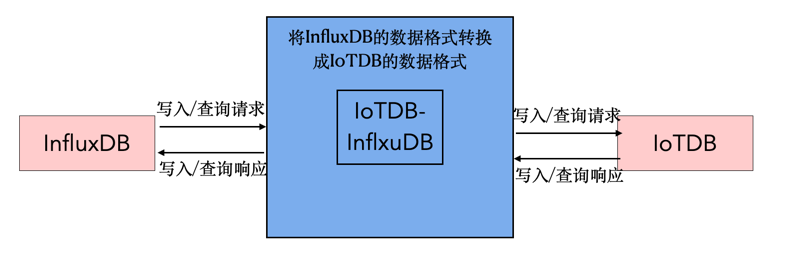 将InfluxDB的数据格式转换
成IoTDB的数据格式
IoTDB-
InflxuDB
写入/查询请求
InfluxDB
写入/查询响应
写入/查询请求
IoTDB
写入/查询响应